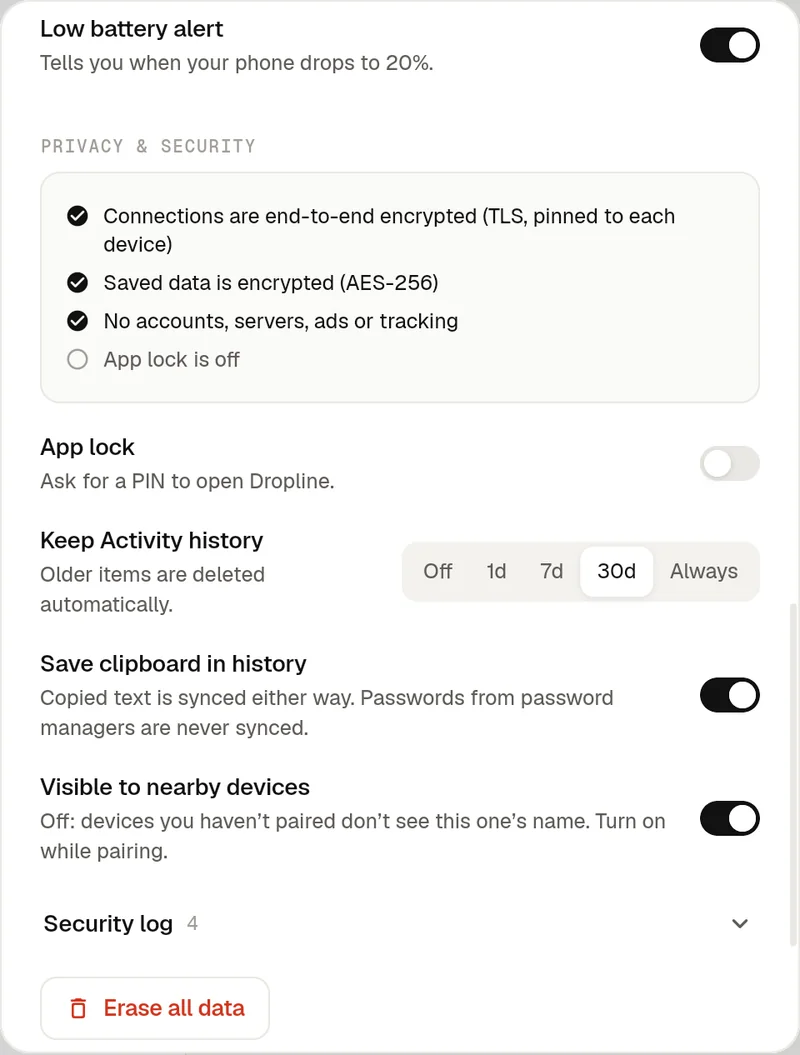 Low battery alert
Tells you when your phone drops to 20%.
PRIVACY & SECURITY
Connections are end-to-end encrypted (TLS, pinned to each
device)
Saved data is encrypted (AES-256)
No accounts, servers, ads or tracking
App lock is off
App lock
Ask for a PIN to open Dropline.
Keep Activity history
Older items are deleted
automatically.
Off 1d 7d 30d Always
Save clipboard in history
Copied text is synced either way. Passwords from password
managers are never synced.
Visible to nearby devices
Off: devices you haven’t paired don’t see this one’s name. Turn on
while pairing.
Security log 4
Erase all data